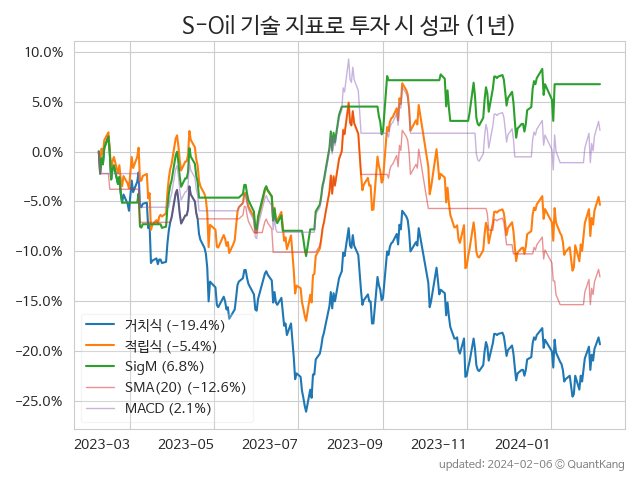 S-Oil 기술 지표로 투자 시 성과 (1년)
10.0%
5.0%
0.0%
−5.0%
−10.0%
−15.0%
−20.0%
−25.0%
거치식 (−19.4%)
적립식 (−5.4%)
SigM (6.8%)
SMA(20) (−12.6%)
MACD (2.1%)
2023-03 2023-05 2023-07 2023-09 2023-11 2024-01
updated: 2024-02-06 © QuantKang